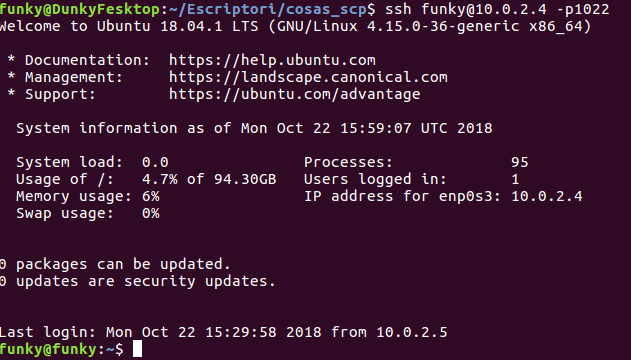 funky@DunkyFesktop:~/Escriptori/cosas_scp$ ssh funky@10.0.2.4 -p1022
Welcome to Ubuntu 18.04.1 LTS (GNU/Linux 4.15.0-36-generic x86_64)
* Documentation: https://help.ubuntu.com
* Management: https://landscape.canonical.com
* Support: https://ubuntu.com/advantage
System information as of Mon Oct 22 15:59:07 UTC 2018
System load: 0.0 Processes: 95
Usage of /: 4.7% of 94.30GB Users logged in: 1
Memory usage: 6% IP address for enp0s3: 10.0.2.4
Swap usage: 0%
0 packages can be updated.
0 updates are security updates.
Last login: Mon Oct 22 15:29:58 2018 from 10.0.2.5
funky@funky:~$